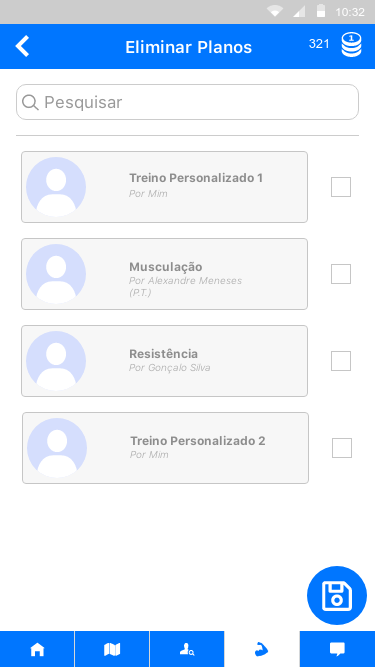 10:32
Eliminar Planos
321
1
Pesquisar
Treino Personalizado 1
Por Mim
Musculação
Por Alexandre Meneses
(P.T.)
Resistência
Por Gonçalo Silva
Treino Personalizado 2
Por Mim